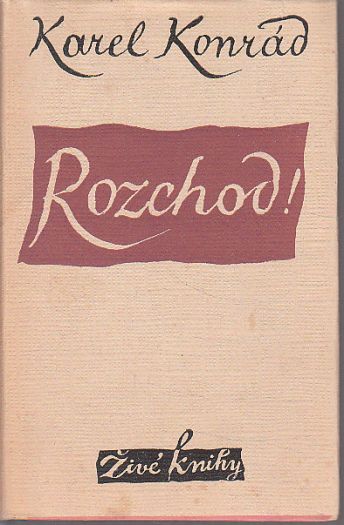 Karel Konrád
Rozchod!
Živé knihy